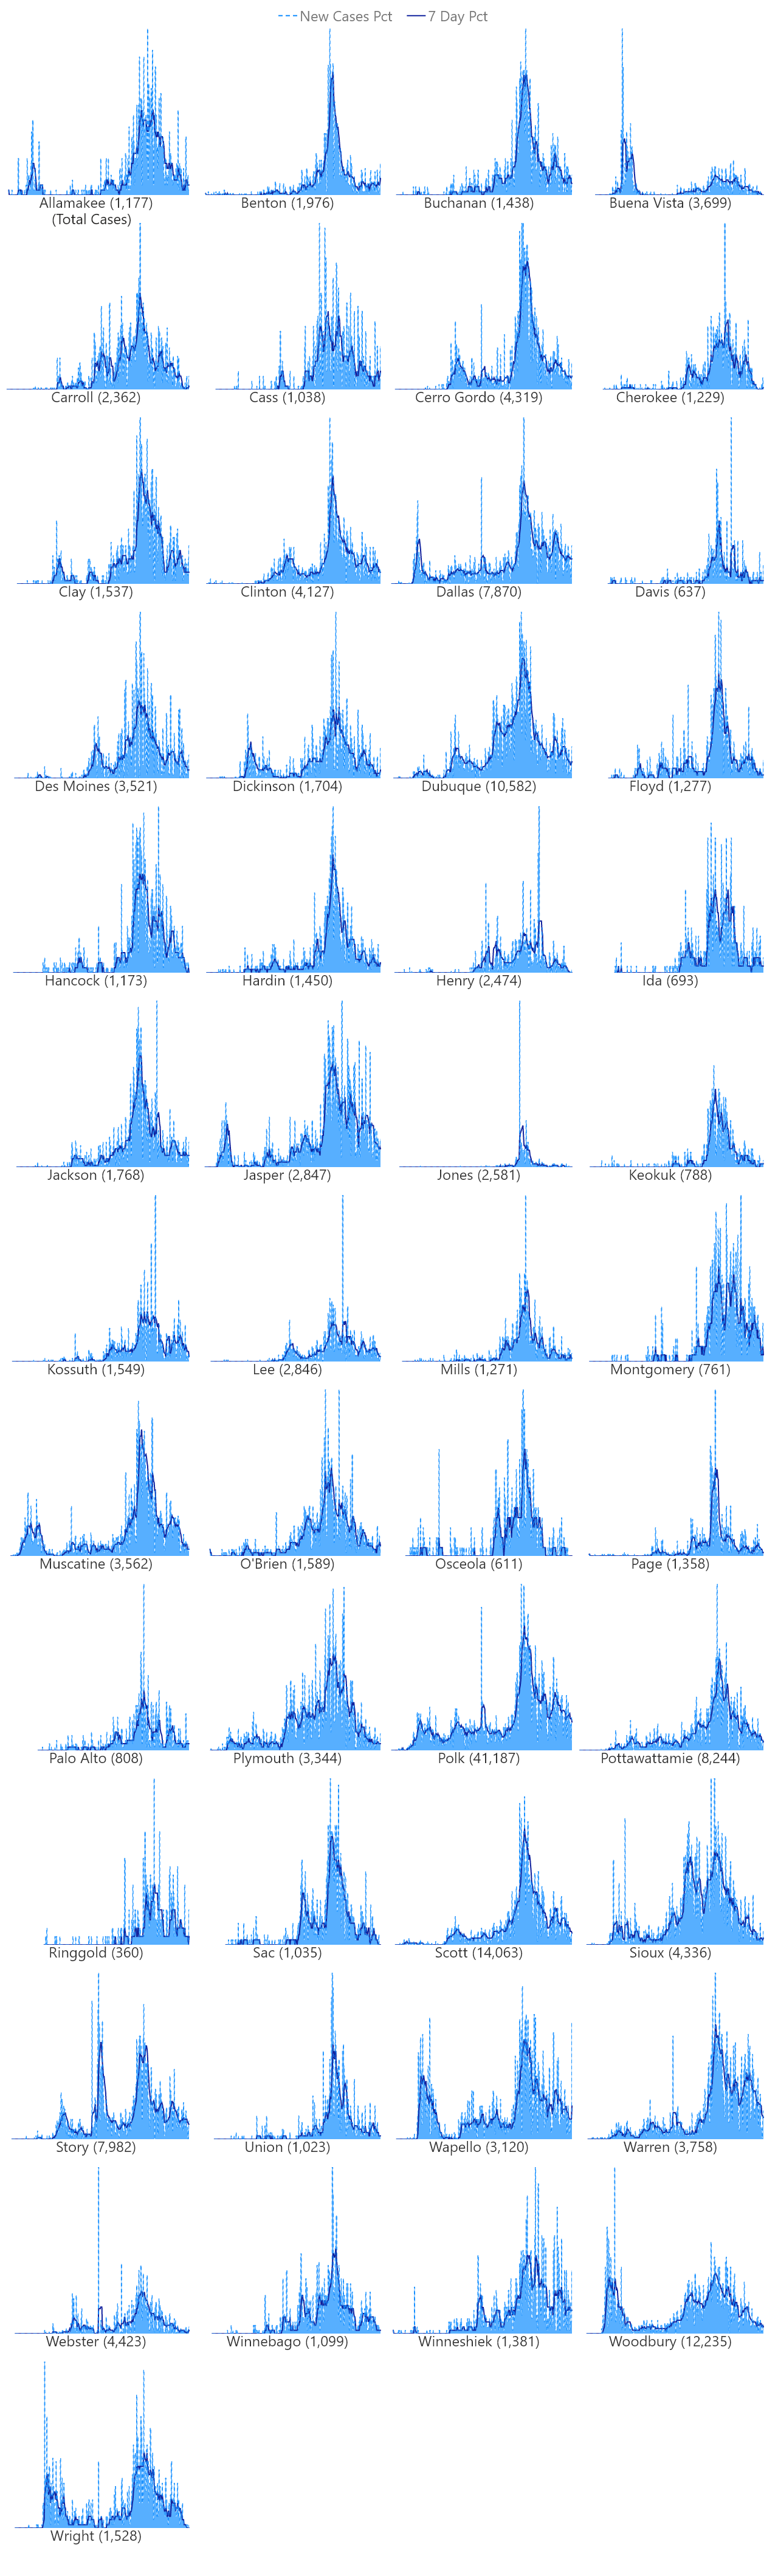 New Cases Pct 7 Day Pct
Allamakee (1,177) Benton (1,976) Buchanan (1,438) Buena Vista (3,699)
(Total Cases)
Carroll (2,362) Cass (1,038) Cerro Gordo (4,319) Cherokee (1,229)
Clay (1,537) Clinton (4,127) Dallas (7,870) Davis (637)
Des Moines (3,521) Dickinson (1,704) Dubuque (10,582) Floyd (1,277)
Hancock (1,173) Hardin (1,450) Henry (2,474) Ida (693)
Jackson (1,768) Jasper (2,847) Jones (2,581) Keokuk (788)
Kossuth (1,549) Lee (2,846) Mills (1,271) Montgomery (761)
Muscatine (3,562) O'Brien (1,589) Osceola (611) Page (1,358)
Palo Alto (808) Plymouth (3,344) Polk (41,187) Pottawattamie (8,244)
Ringgold (360) Sac (1,035) Scott (14,063) Sioux (4,336)
Story (7,982) Union (1,023) Wapello (3,120) Warren (3,758)
Webster (4,423) Winnebago (1,099) Winneshiek (1,381) Woodbury (12,235)
Wright (1,528)